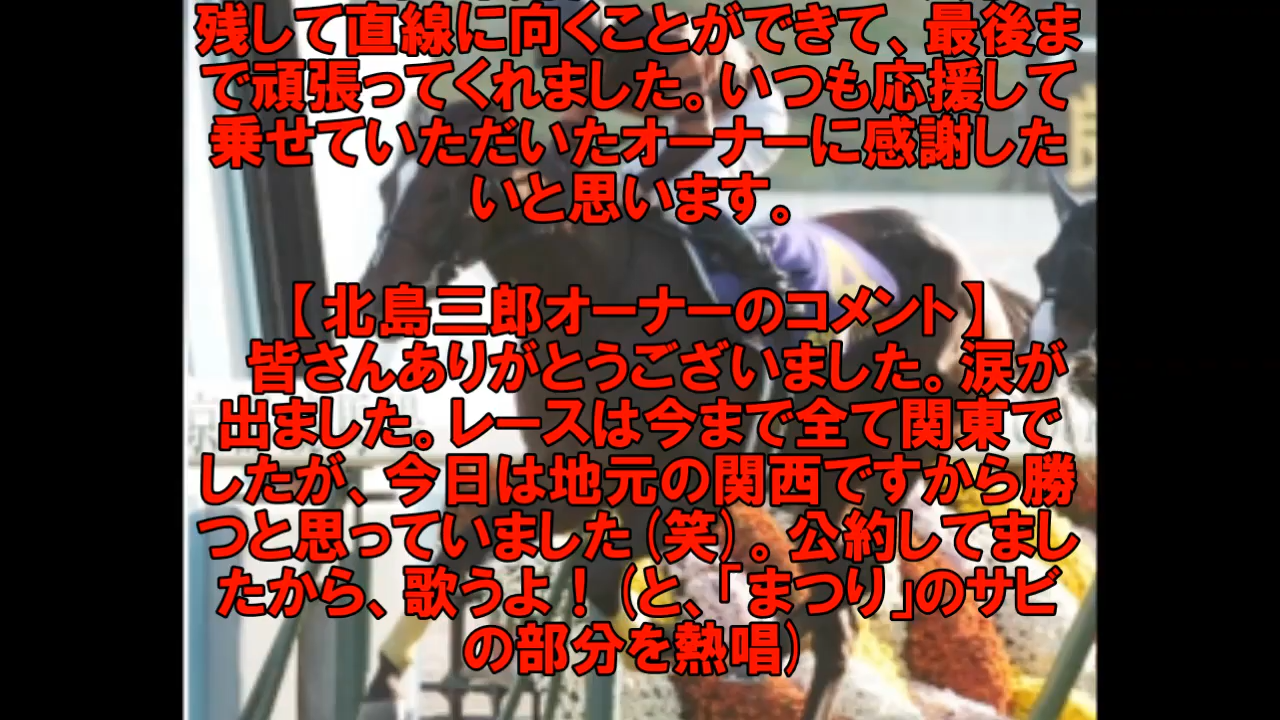 残して直線に向くことができて、最後ま
で頑張ってくれました。いつも応援して
乗せていただいたオーナーに感謝した
いと思います。
【北島三郎オーナーのコメント】
皆さんありがとうございました。涙が
出ました。レースは今まで全て関東で
したが、今日は地元の関西ですから勝
つと思っていました(笑)。公約してまし
たから、歌うよ！(と、「まつり」のサビ
の部分を熱唱)